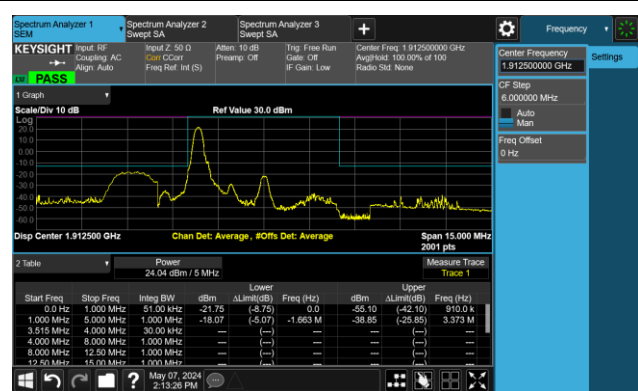 Spectrum Analyzer 1
SEM
Spectrum Analyzer 2
Swept SA
Spectrum Analyzer 3
Swept SA
Frequency
KEYSIGHT
Input: RF
Coupling: AC
Align: Auto
Input Z: 50 Ω
Corr CCorr
Freq Ref: Int (S)
Atten: 10 dB
Preamp: Off
Trig: Free Run
Gate: Off
IF Gain: Low
Center Freq: 1.912500000 GHz
Avg|Hold: 100.00% of 100
Radio Std: None
LU PASS
Center Frequency
1.912500000 GHz
Settings
CF Step
6.000000 MHz
Auto
Man
Freq Offset
0 Hz
1 Graph
Scale/Div 10 dB
Ref Value 30.0 dBm
Log
20.0
10.0
0.00
-10.0
-20.0
-30.0
-40.0
-50.0
-60.0
Disp Center 1.912500 GHz
Chan Det: Average, #Offs Det: Average
Span 15.000 MHz
2001 pts
2 Table
Power
24.04 dBm / 5 MHz
Measure Trace
Trace 1
Lower Upper
Start Freq Stop Freq Integ BW dBm ΔLimit(dB) Freq (Hz) dBm ΔLimit(dB) Freq (Hz)
0.0 Hz 1.000 MHz 51.00 kHz -21.75 (-8.75) 0.0 -55.10 (-42.10) 910.0 k
1.000 MHz 5.000 MHz 1.000 MHz -18.07 (-5.07) -1.663 M -38.85 (-25.85) 3.373 M
3.515 MHz 4.000 MHz 30.00 kHz --- (---) --- (---)
4.000 MHz 8.000 MHz 1.000 MHz --- (---) --- (---)
8.000 MHz 12.50 MHz 1.000 MHz --- (---) --- (---)
12.50 MHz 15.00 MHz 1.000 MHz --- (---) --- (---)
May 07, 2024
2:13:26 PM